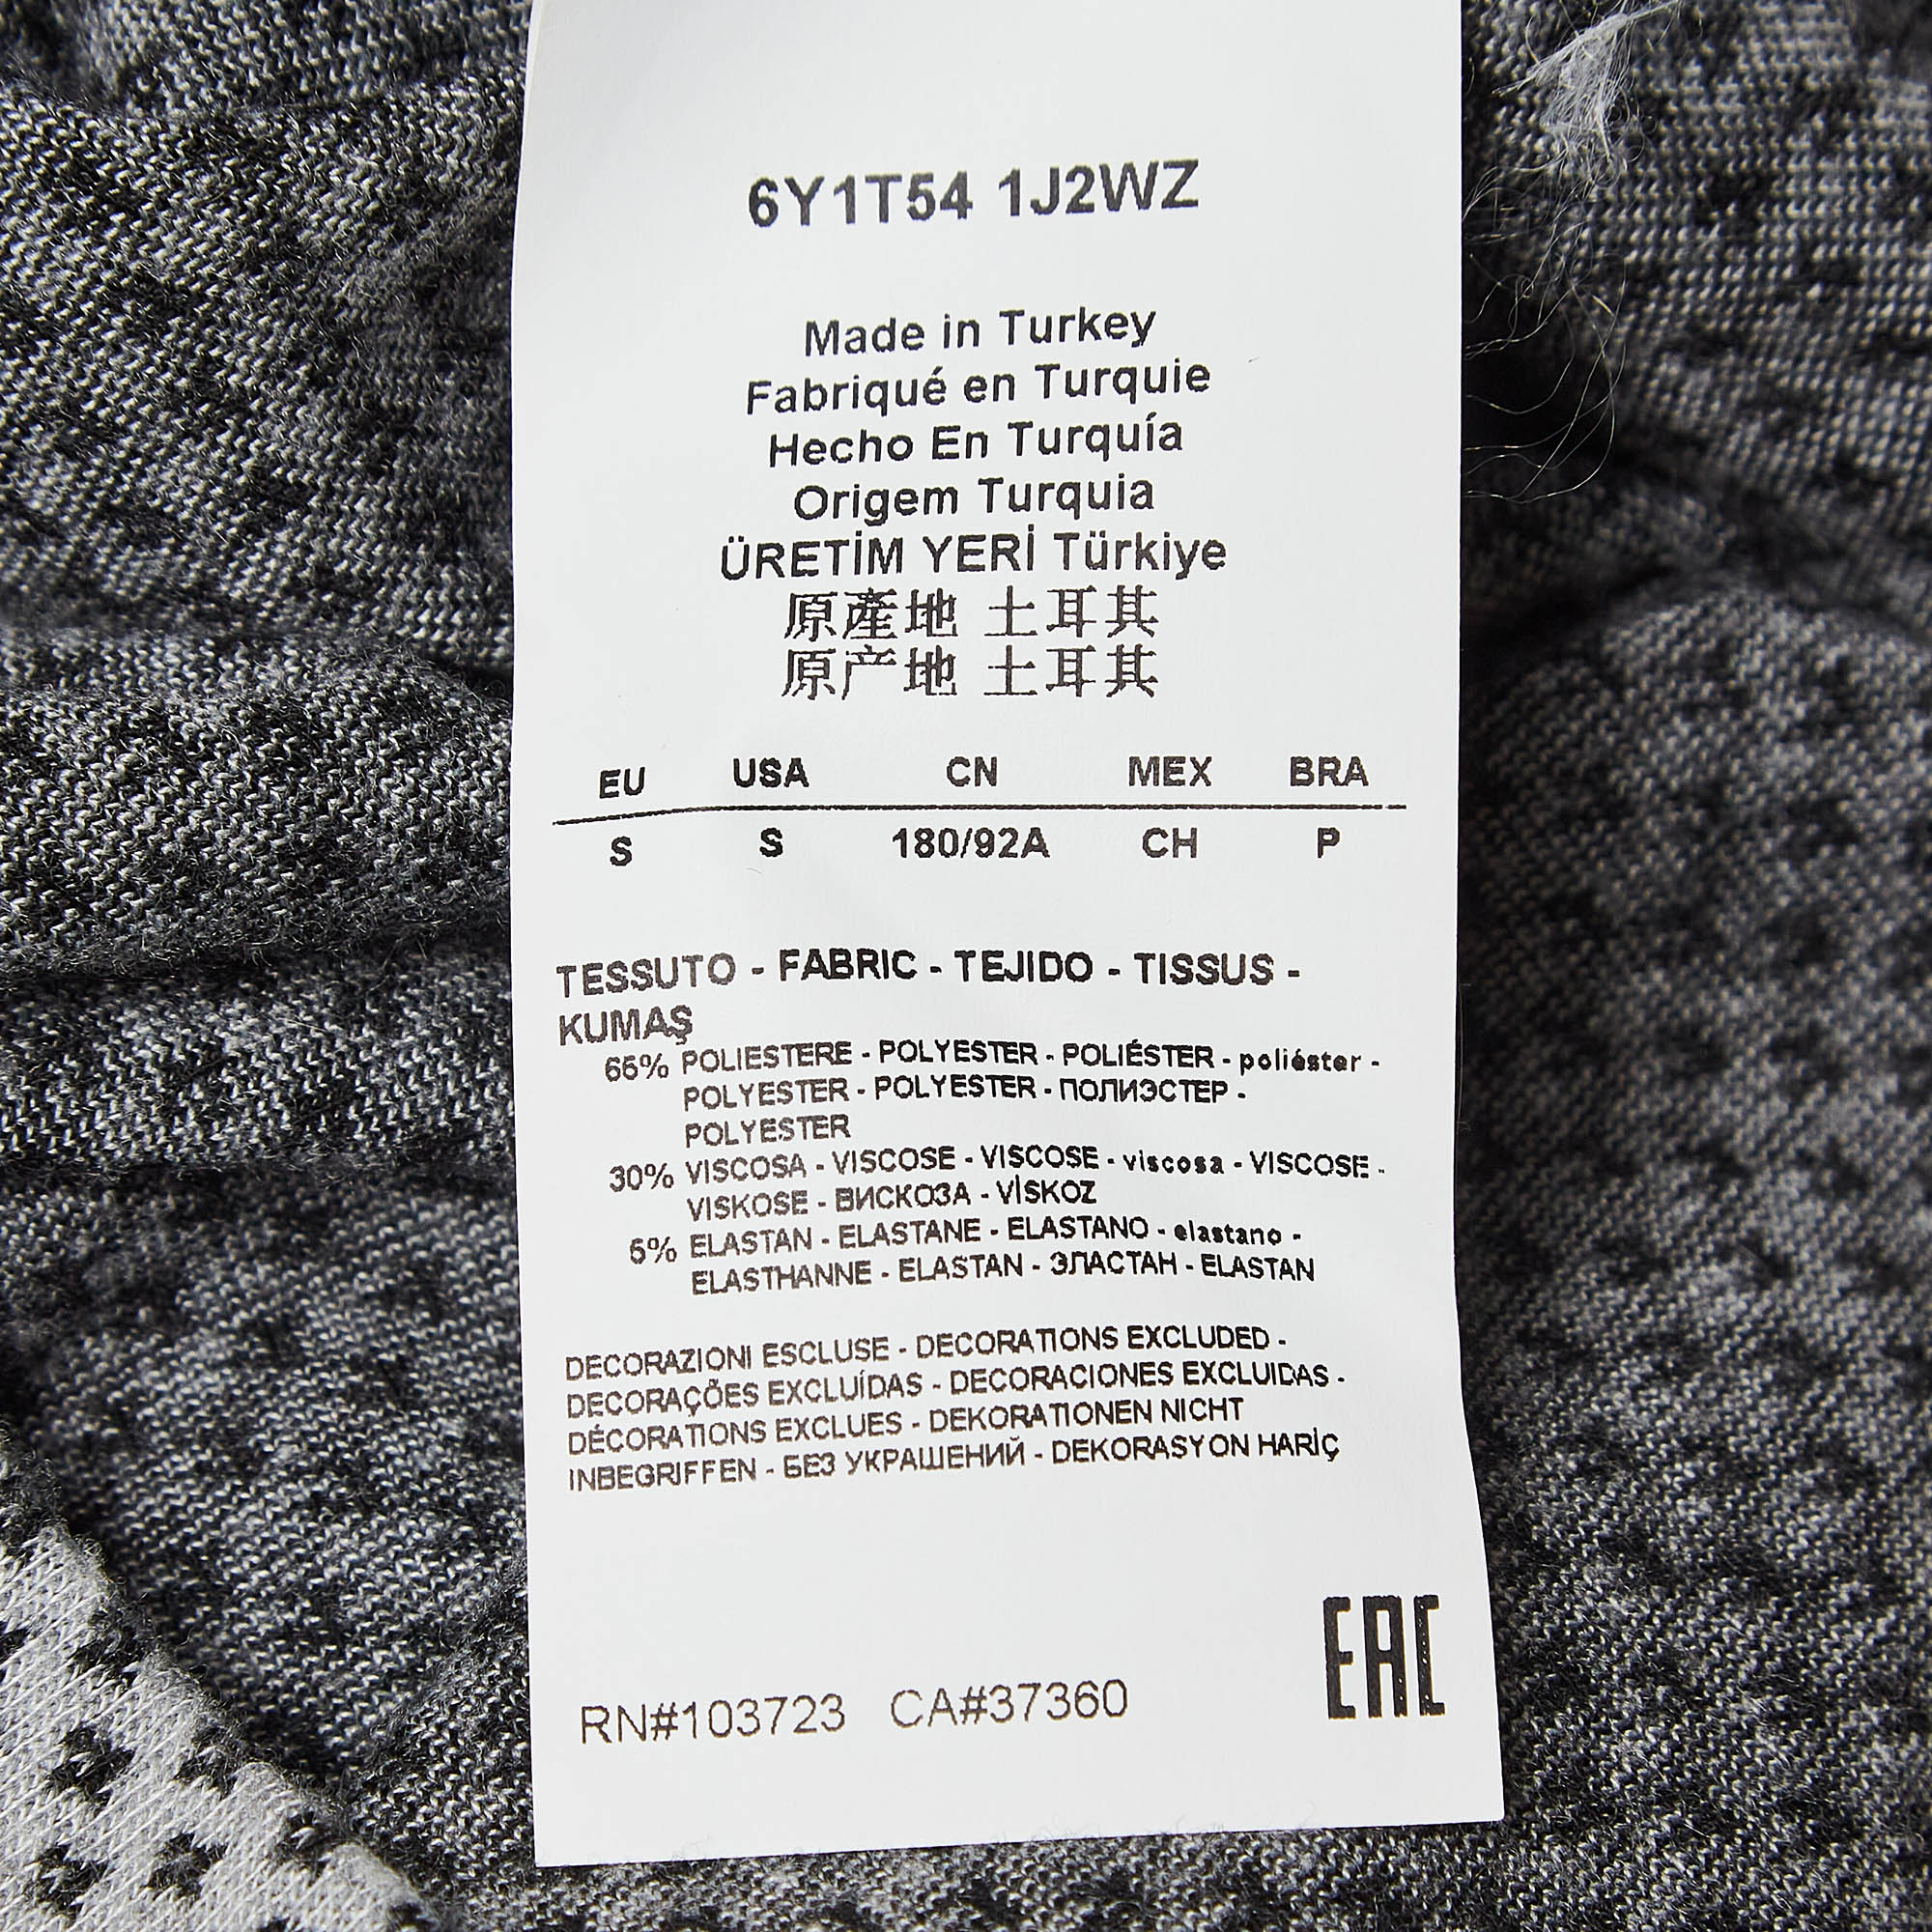 6Y1T54 1J2WZ
Made in Turkey
Fabriqué en Turquie
Hecho En Turquía
Origem Turquia
ÜRETİM YERİ Türkiye
原產地 土耳其
原产地 土耳其
EU USA CN MEX BRA
S S 180/92A CH P
TESSUTO - FABRIC - TEJIDO - TISSUS -
KUMAŞ
65% POLIESTERE - POLYESTER - POLIÉSTER - poliéster -
POLYESTER - POLYESTER - ПОЛИЭСТЕР -
POLYESTER
30% VISCOSA - VISCOSE - VISCOSE - viscosa - VISCOSE -
VISKOSE - ВИСКОЗА - VİSKOZ
5% ELASTAN - ELASTANE - ELASTANO - elastano -
ELASTHANNE - ELASTAN - ЭЛАСТАН - ELASTAN
DECORAZIONI ESCLUSE - DECORATIONS EXCLUDED -
DECORAÇÕES EXCLUÍDAS - DECORACIONES EXCLUIDAS -
DÉCORATIONS EXCLUES - DEKORATIONEN NICHT
INBEGRIFFEN - БЕЗ УКРАШЕНИЙ - DEKORASYON HARİÇ
EAC
RN#103723 CA#37360